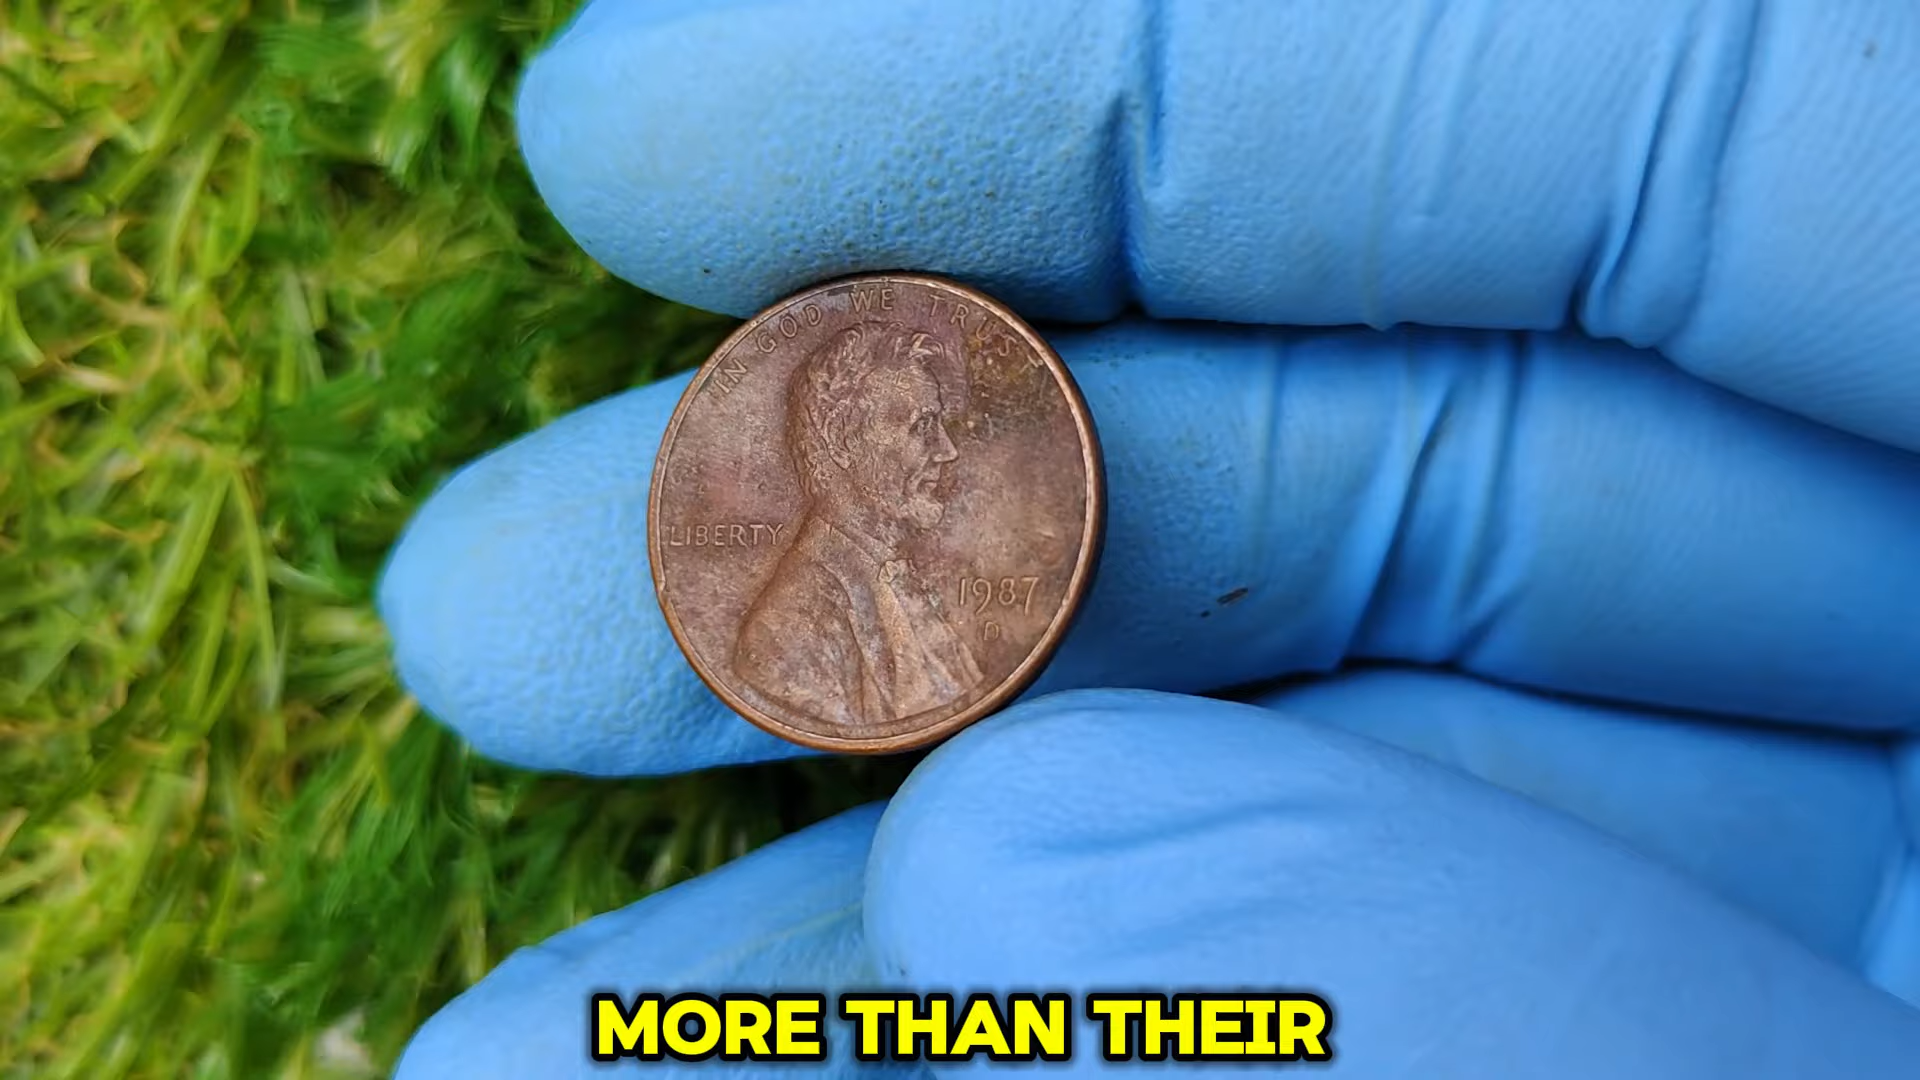 IN GOD WE TRUST
LIBERTY
1987
D
MORE THAN THEIR